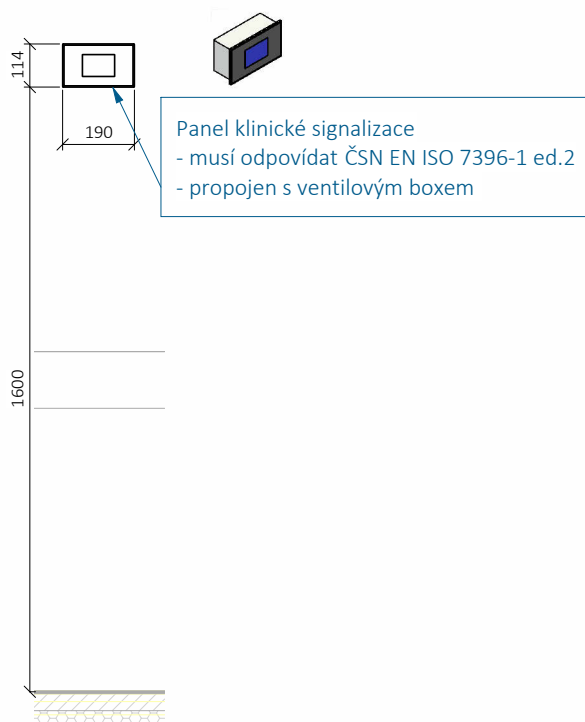 114
190
Panel klinické signalizace
- musí odpovídat ČSN EN ISO 7396-1 ed.2
- propojen s ventilovým boxem
1600